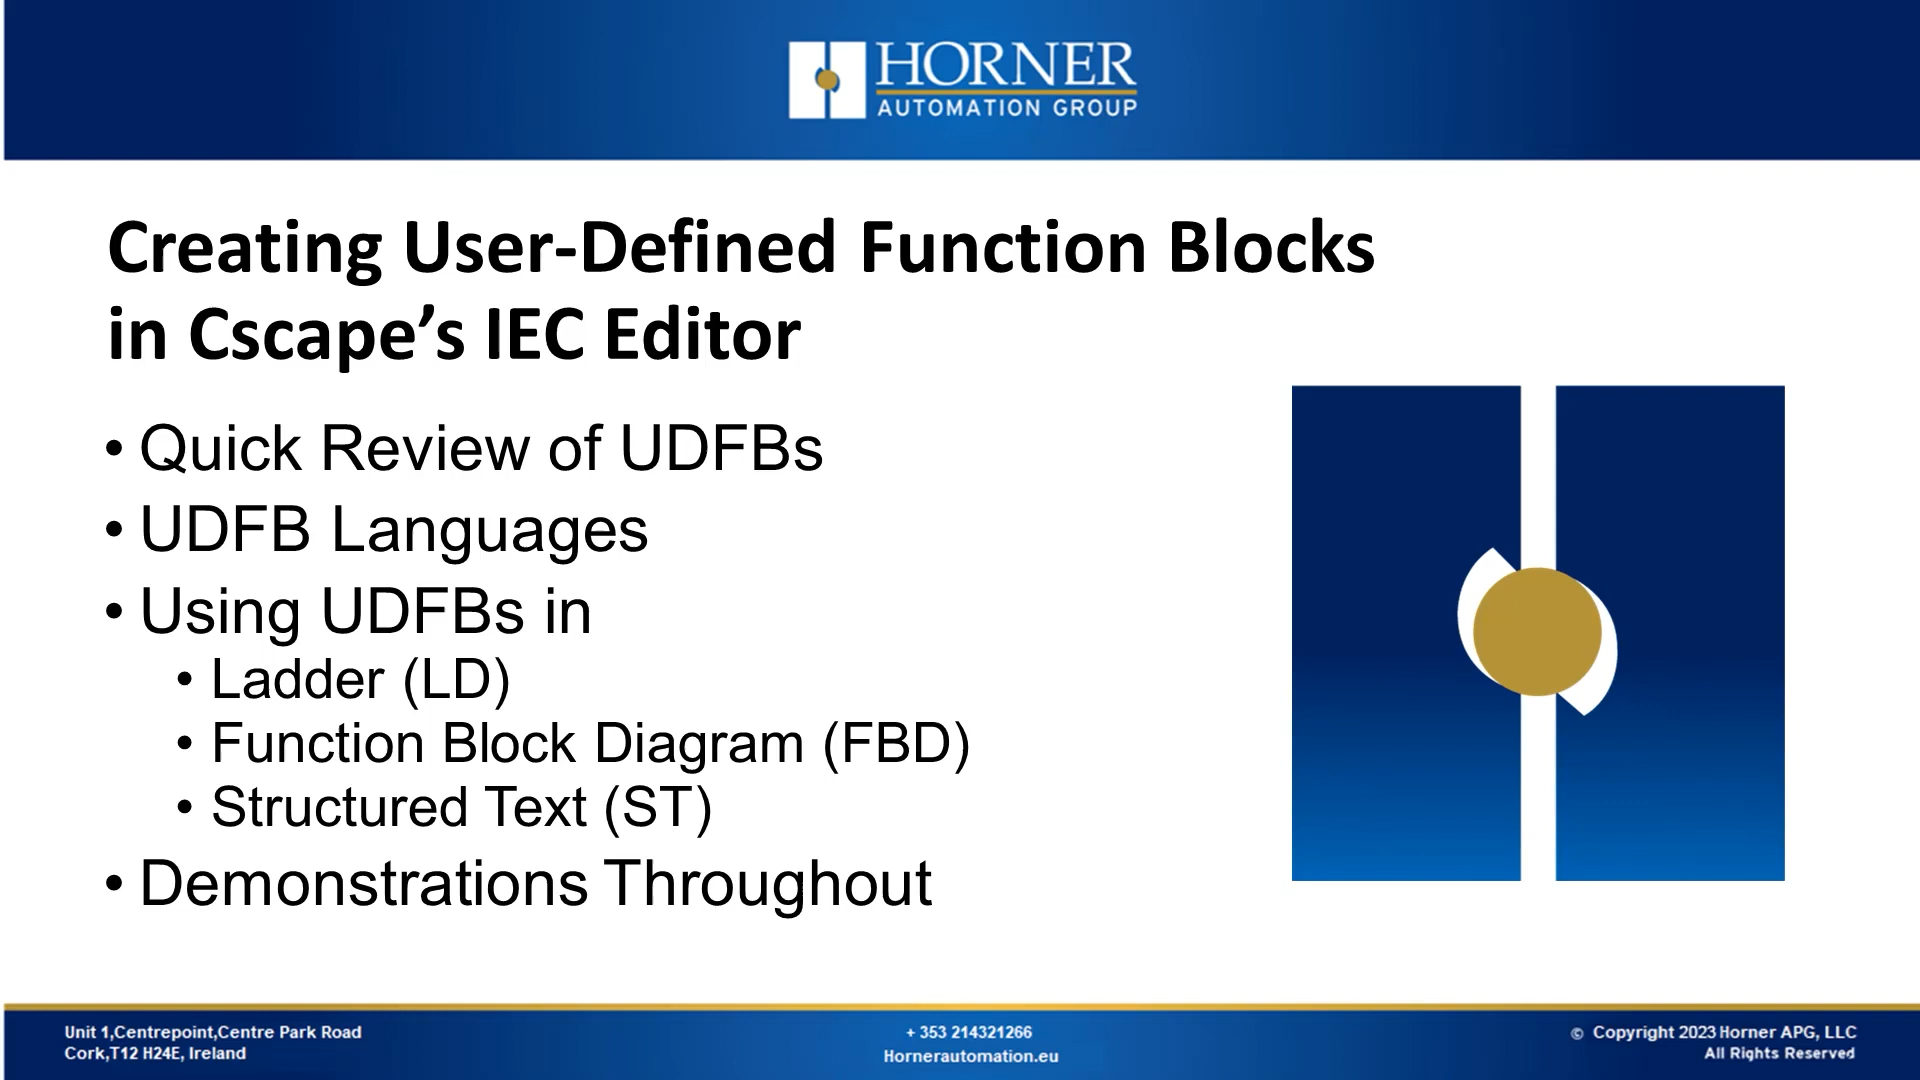 HORNER
AUTOMATION GROUP
Creating User-Defined Function Blocks
in Cscape’s IEC Editor
• Quick Review of UDFBs
• UDFB Languages
• Using UDFBs in
• Ladder (LD)
• Function Block Diagram (FBD)
• Structured Text (ST)
• Demonstrations Throughout
Unit 1,Centrepoint,Centre Park Road
Cork,T12 H24E, Ireland
+ 353 214321266
Hornerautomation.eu
© Copyright 2023 Horner APG, LLC
All Rights Reserved